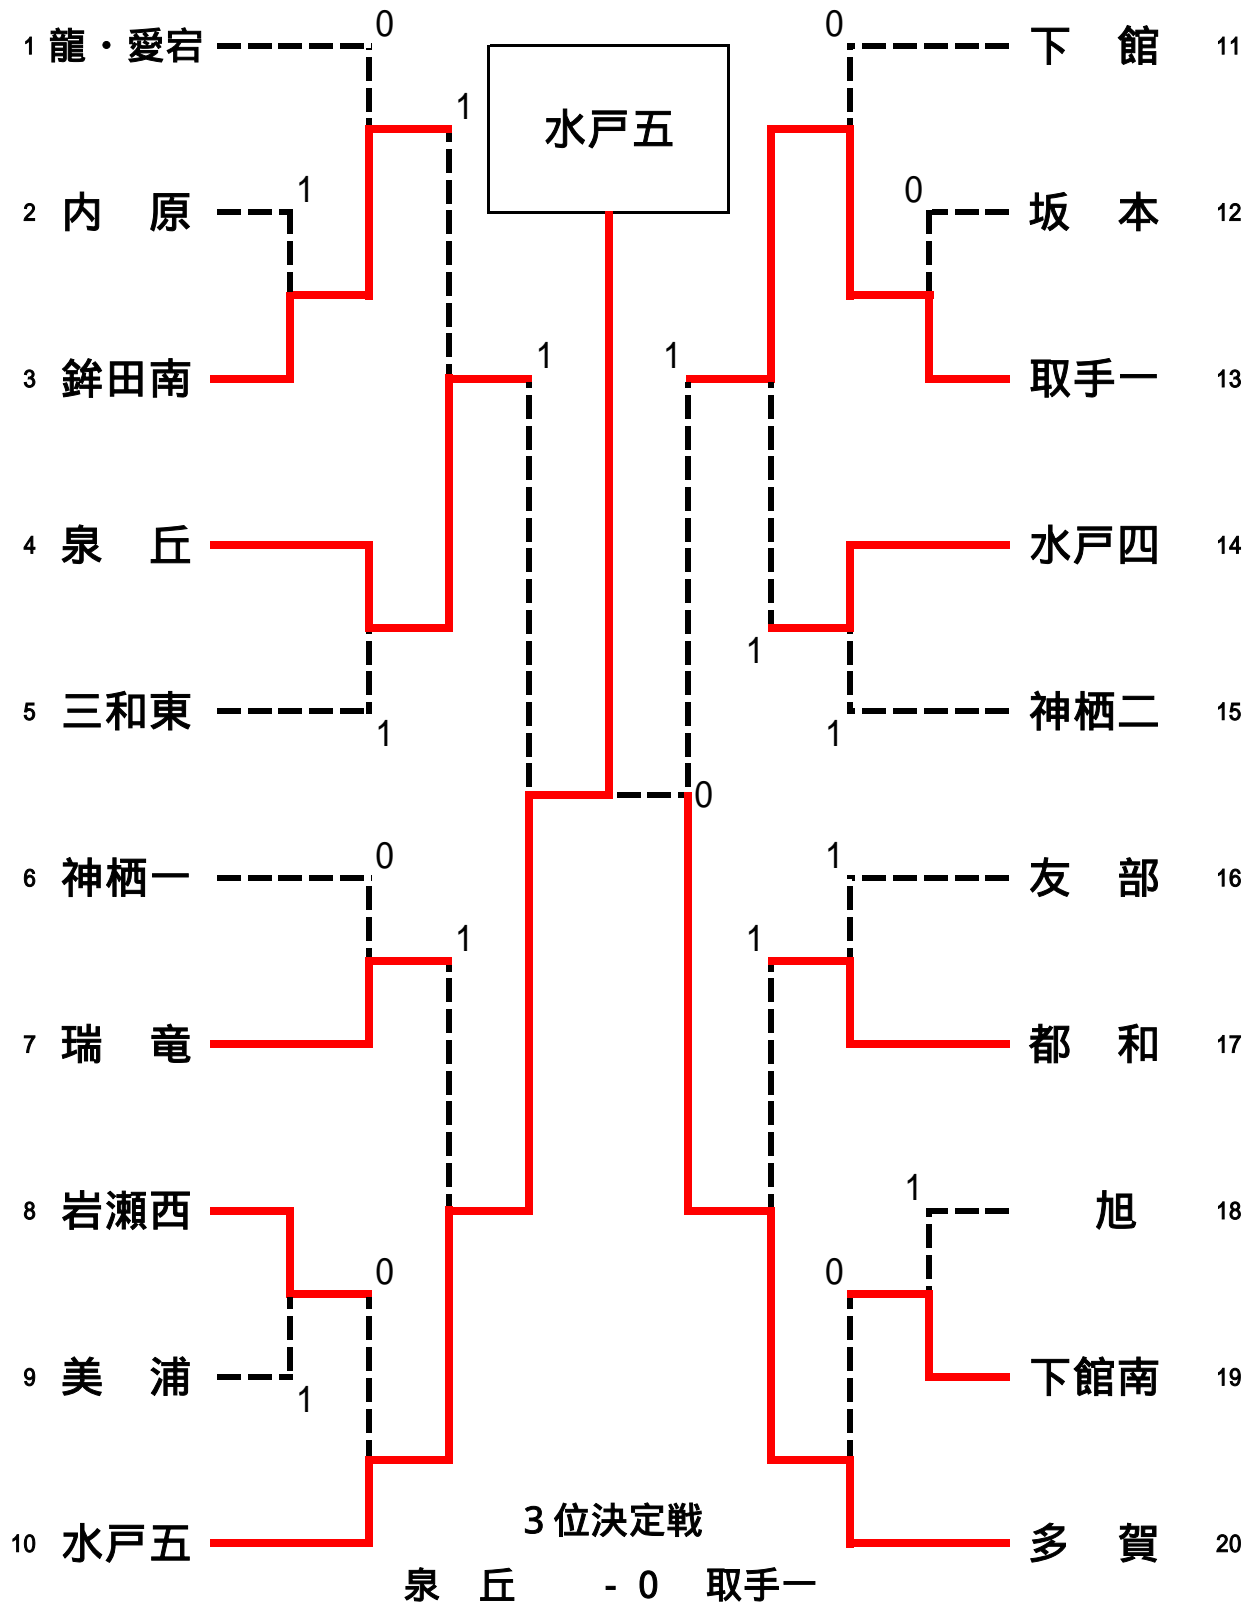 1 龍・愛宕 0
0 下 館 11
1
水戸五
2 内 原 1
0 坂 本 12
3 鉾田南 1
1 取手一 13
4 泉 丘
水戸四 14
1
5 三和東 1
1 神栖二 15
0
6 神栖一 0
1 友 部 16
1
1
7 瑞 竜
都 和 17
8 岩瀬西
1 旭 18
0
0
9 美 浦 1
下館南 19
10 水戸五
多 賀 20
3位決定戦
泉 丘 - 0 取手一